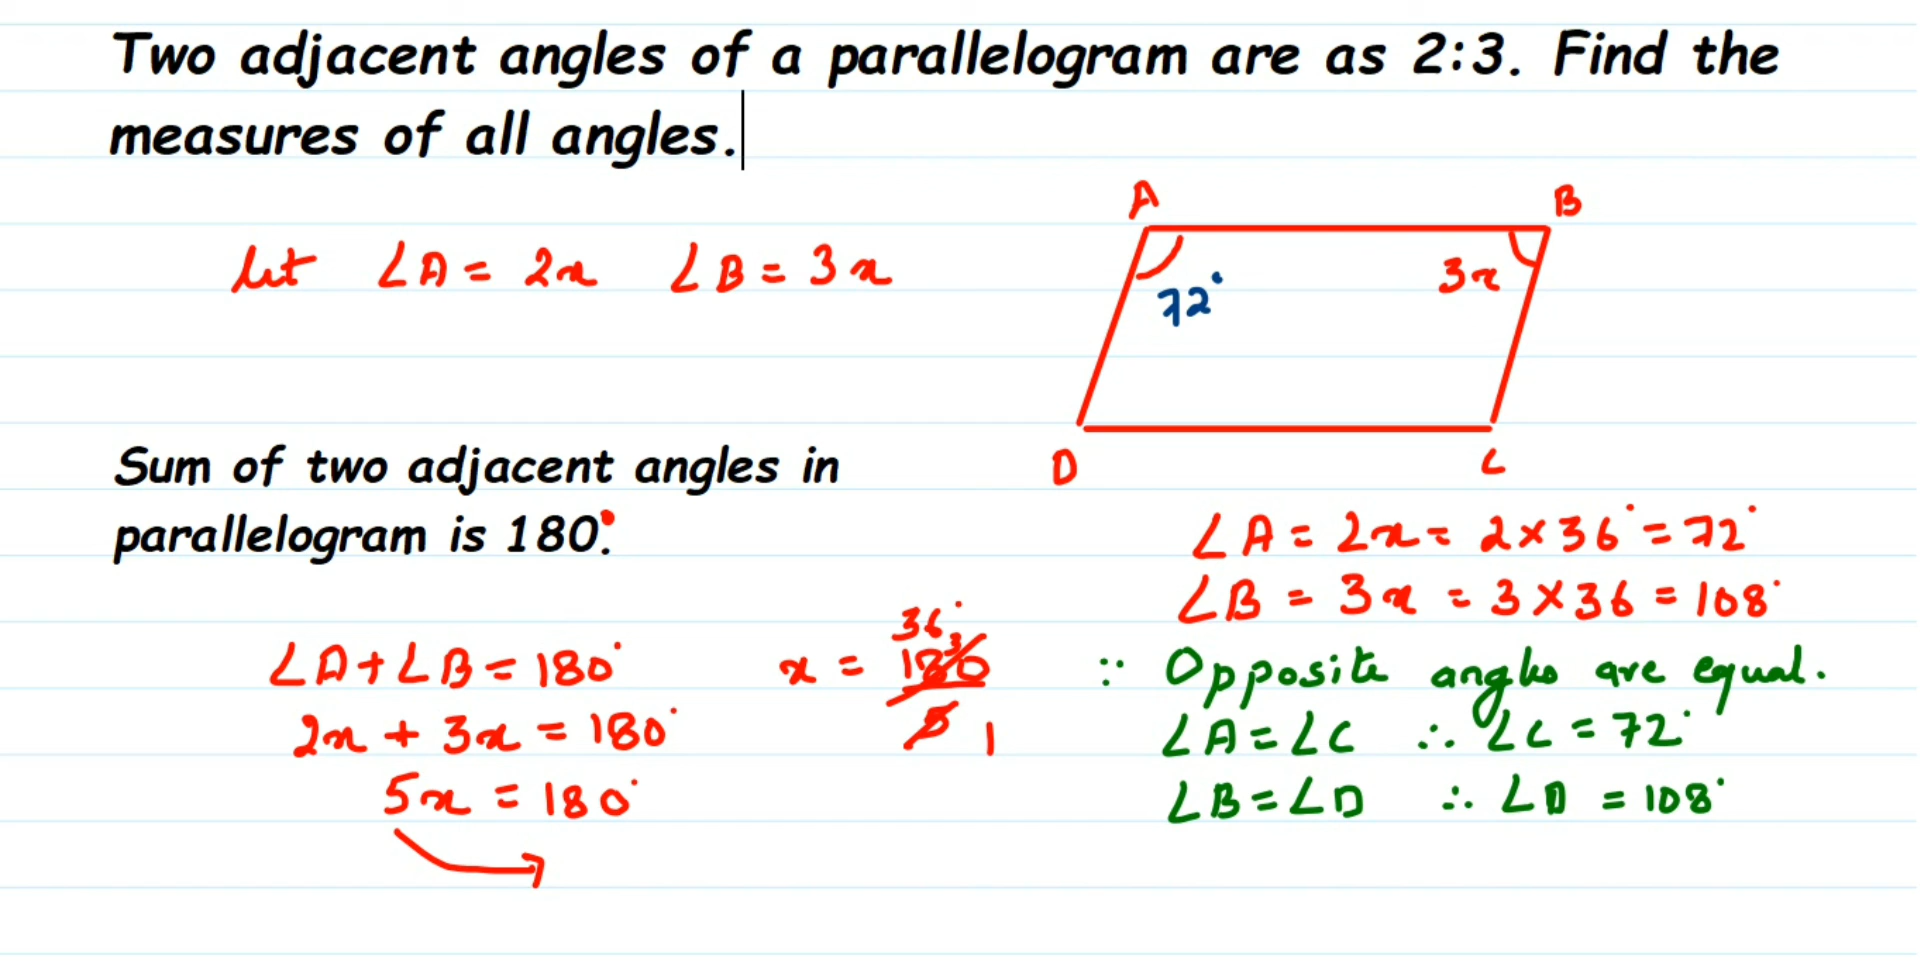 Two adjacent angles of a parallelogram are as 2:3. Find the
measures of all angles.
Let ∠A = 2x ∠B = 3x
A
B
72°
3x
D
C
Sum of two adjacent angles in
parallelogram is 180°.
∠A + ∠B = 180°
2x + 3x = 180°
5x = 180°
36°
3
x = 180
5 1
∠A = 2x = 2 × 36° = 72°
∠B = 3x = 3 × 36 = 108°
∵ Opposite angles are equal.
∠A = ∠C ∴ ∠C = 72°
∠B = ∠D ∴ ∠D = 108°